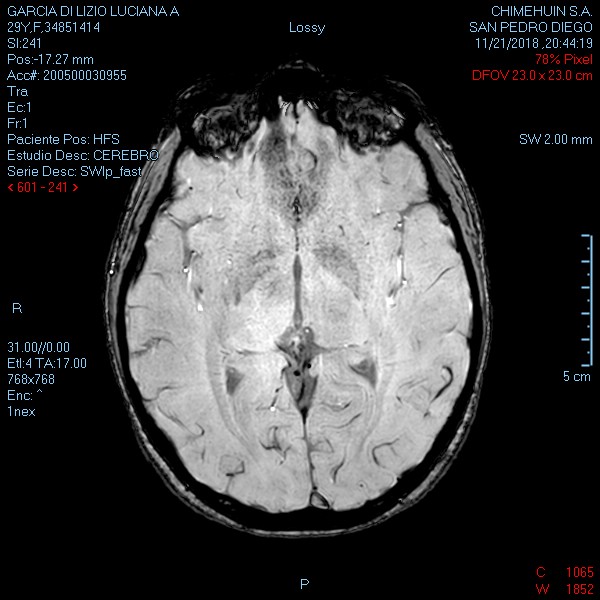 GARCIA DI LIZIO LUCIANA A
29Y,F,34851414
Sl:241
Pos:-17.27 mm
Acc#: 200500030955
Tra
Ec:1
Fr:1
Paciente Pos: HFS
Estudio Desc: CEREBRO
Serie Desc: SWIp_fast
< 601 - 241 >
Lossy
CHIMEHUIN S.A.
SAN PEDRO DIEGO
11/21/2018 ,20:44:19
78% Pixel
DFOV 23.0 x 23.0 cm
SW 2.00 mm
R
5 cm
31.00//0.00
Etl:4 TA:17.00
768x768
Enc: ^
1nex
P
C 1065
W 1852